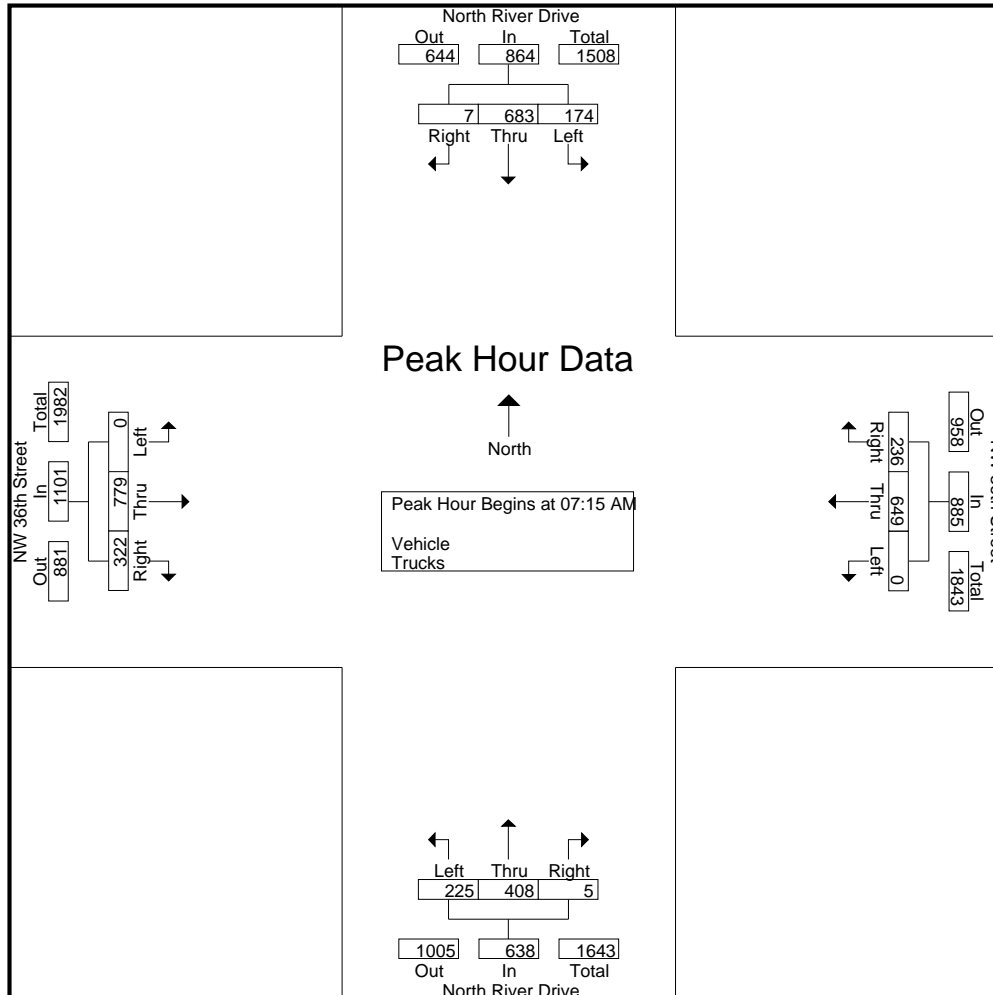 North River Drive
Out In Total
644 864 1508
7 683 174
Right Thru Left
Peak Hour Data
North
Peak Hour Begins at 07:15 AM
Vehicle
Trucks
NW 36th Street
Total In Out
1982 1101 881
0 779 322
Left Thru Right
Right Thru Left
236 649 0
958 885 1843
Out In Total
Left Thru Right
225 408 5
1005 638 1643
Out In Total
North River Drive